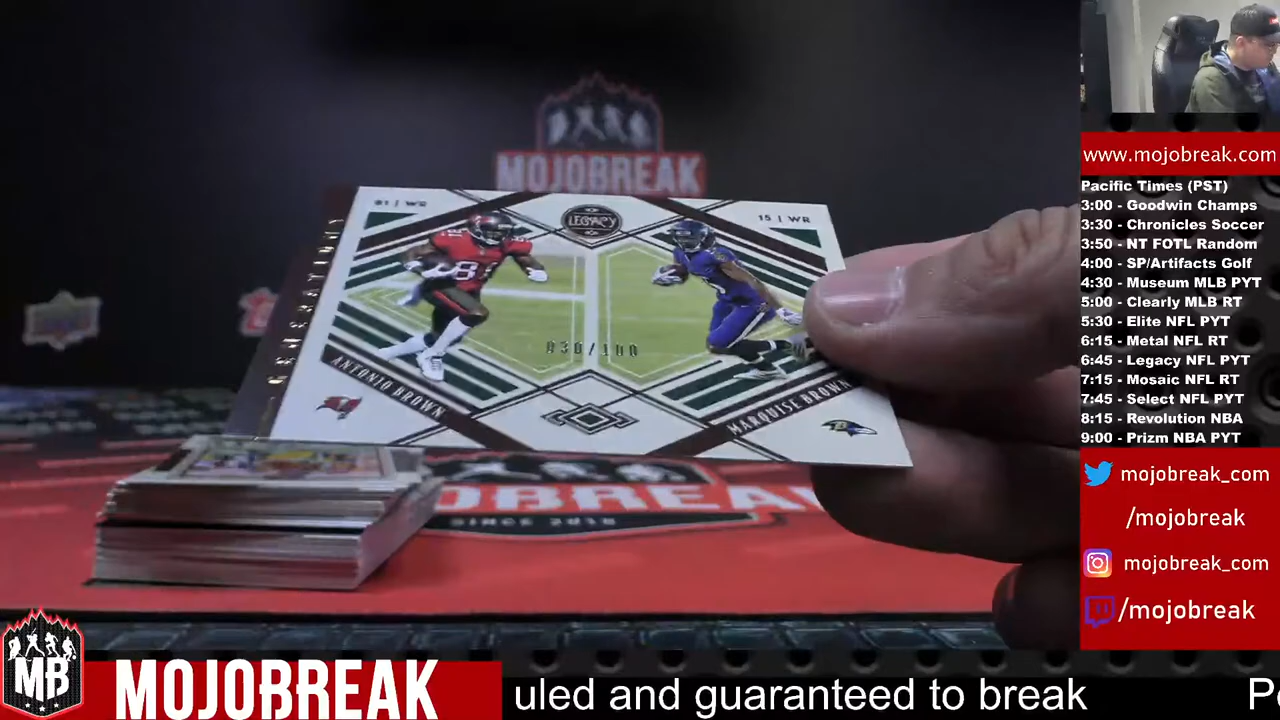 MOJOBREAK
81 | WR
LEGACY
15 | WR
81
030/100
ANTONIO BROWN
MARQUISE BROWN
OBREAK
SINCE 2010
www.mojobreak.com
Pacific Times (PST)
3:00 - Goodwin Champs
3:30 - Chronicles Soccer
3:50 - NT FOTL Random
4:00 - SP/Artifacts Golf
4:30 - Museum MLB PYT
5:00 - Clearly MLB RT
5:30 - Elite NFL PYT
6:15 - Metal NFL RT
6:45 - Legacy NFL PYT
7:15 - Mosaic NFL RT
7:45 - Select NFL PYT
8:15 - Revolution NBA
9:00 - Prizm NBA PYT
mojobreak_com
/mojobreak
mojobreak_com
/mojobreak
MB
MOJOBREAK
uled and guaranteed to break